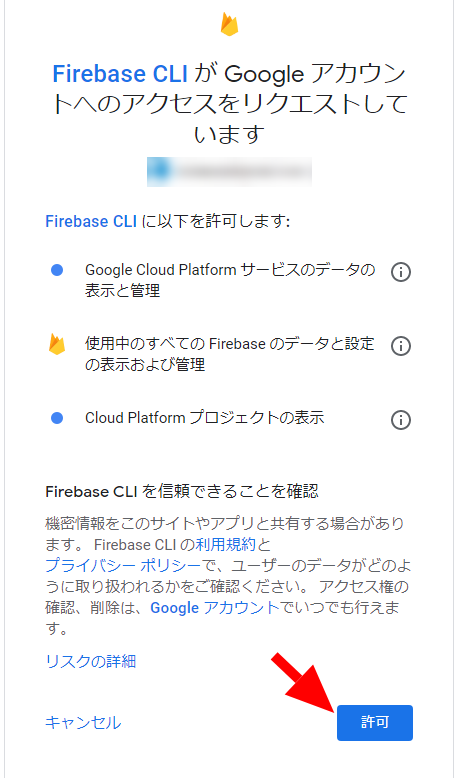 Firebase CLI が Google アカウン
トへのアクセスをリクエストして
います
Firebase CLI に以下を許可します:
Google Cloud Platform サービスのデータの
表示と管理
使用中のすべての Firebase のデータと設定
の表示および管理
Cloud Platform プロジェクトの表示
Firebase CLI を信頼できることを確認
機密情報をこのサイトやアプリと共有する場合があり
ます。 Firebase CLI の利用規約と
プライバシー ポリシーで、ユーザーのデータがどのよ
うに取り扱われるかをご確認ください。 アクセス権の
確認、削除は、Google アカウントでいつでも行えま
す。
リスクの詳細
キャンセル
許可